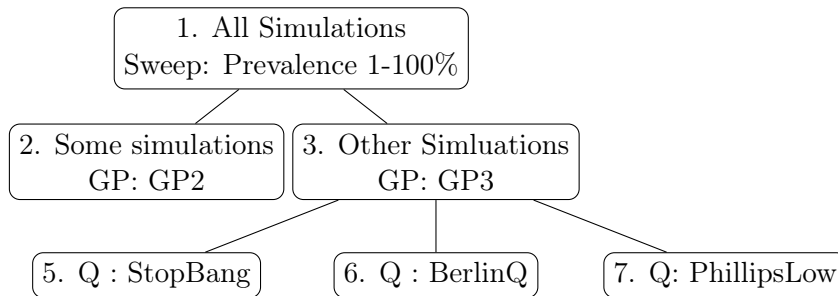 1. All Simulations
Sweep: Prevalence 1-100%
2. Some simulations
GP: GP2
3. Other Simluations
GP: GP3
5. Q : StopBang
6. Q : BerlinQ
7. Q: PhillipsLow